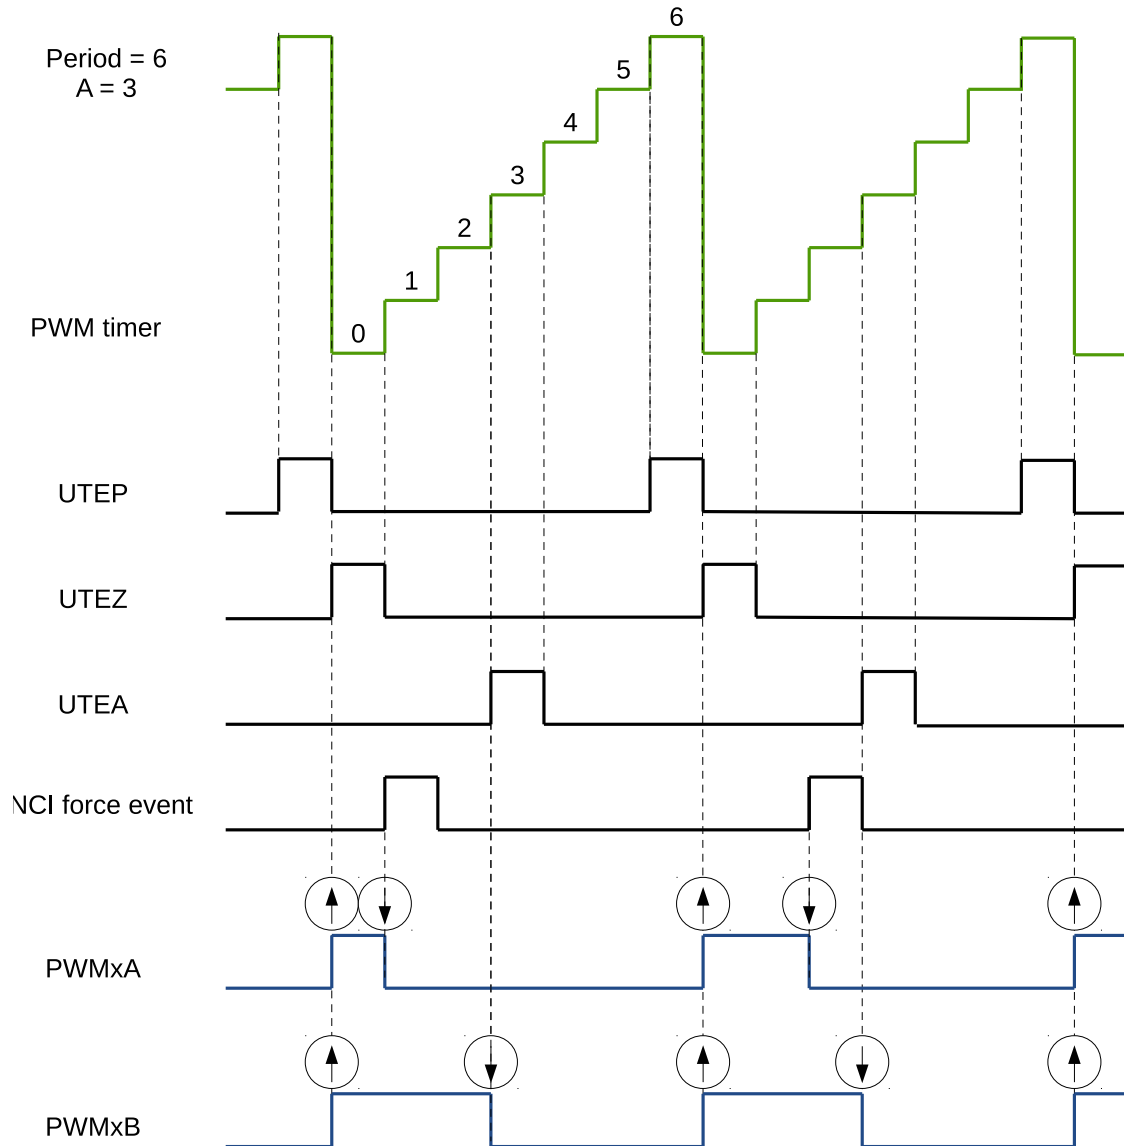 6
Period = 6
A = 3
5
4
3
2
1
0
PWM timer
UTEP
UTEZ
UTEA
NCI force event
PWMxA
PWMxB